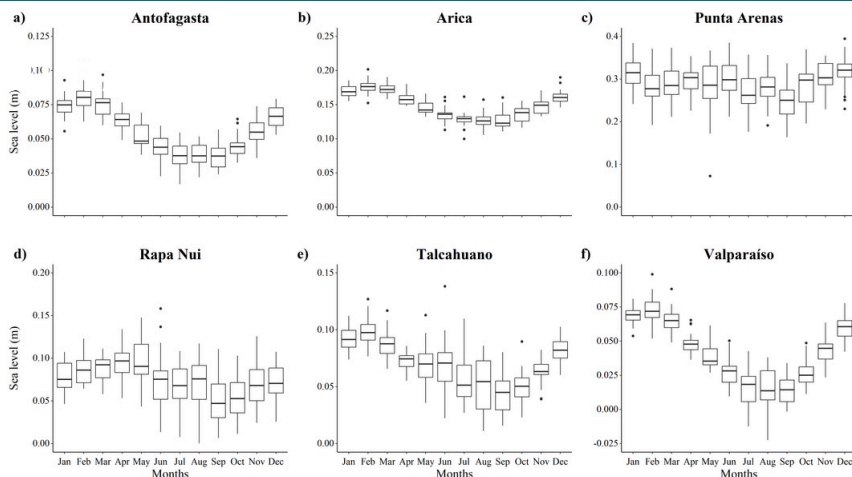 a) Antofagasta
0.125
1(
0.075
0.050
0.025
0.000
Sea level (m)
b) Arica
0.25
0.20
0.15
0.10
0.05
0.00
c) Punta Arenas
0.4
0.3
0.2
0.1
0.0
d) Rapa Nui
0.20
0.15
0.10
0.05
0.00
Sea level (m)
Jan Feb Mar Apr May Jun Jul Aug Sep Oct Nov Dec
Months
e) Talcahuano
0.15
0.10
0.05
0.00
Jan Feb Mar Apr May Jun Jul Aug Sep Oct Nov Dec
Months
f) Valparaíso
0.100
0.075
0.050
0.025
0.000
-0.25
Jan Feb Mar Apr May Jun Jul Aug Sep Oct Nov Dec
Months